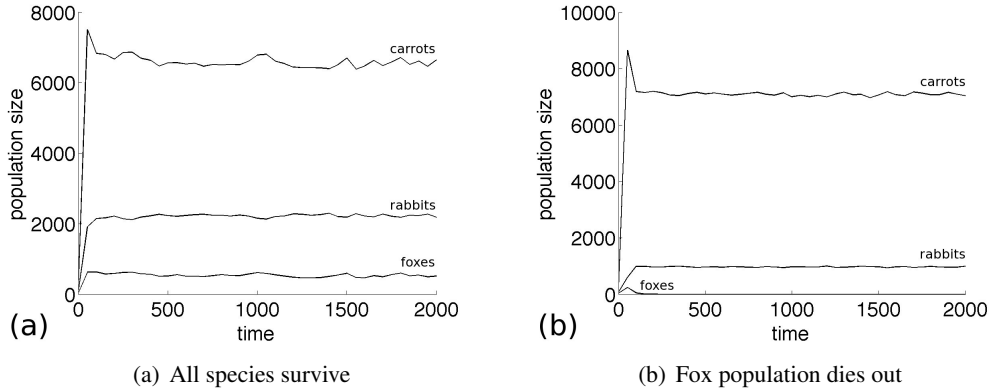 8000
6000
4000
2000
0
population size
carrots
rabbits
foxes
0 500 1000 1500 2000
time
(a)
(a) All species survive
10000
8000
6000
4000
2000
0
population size
carrots
rabbits
foxes
0 500 1000 1500 2000
time
(b)
(b) Fox population dies out